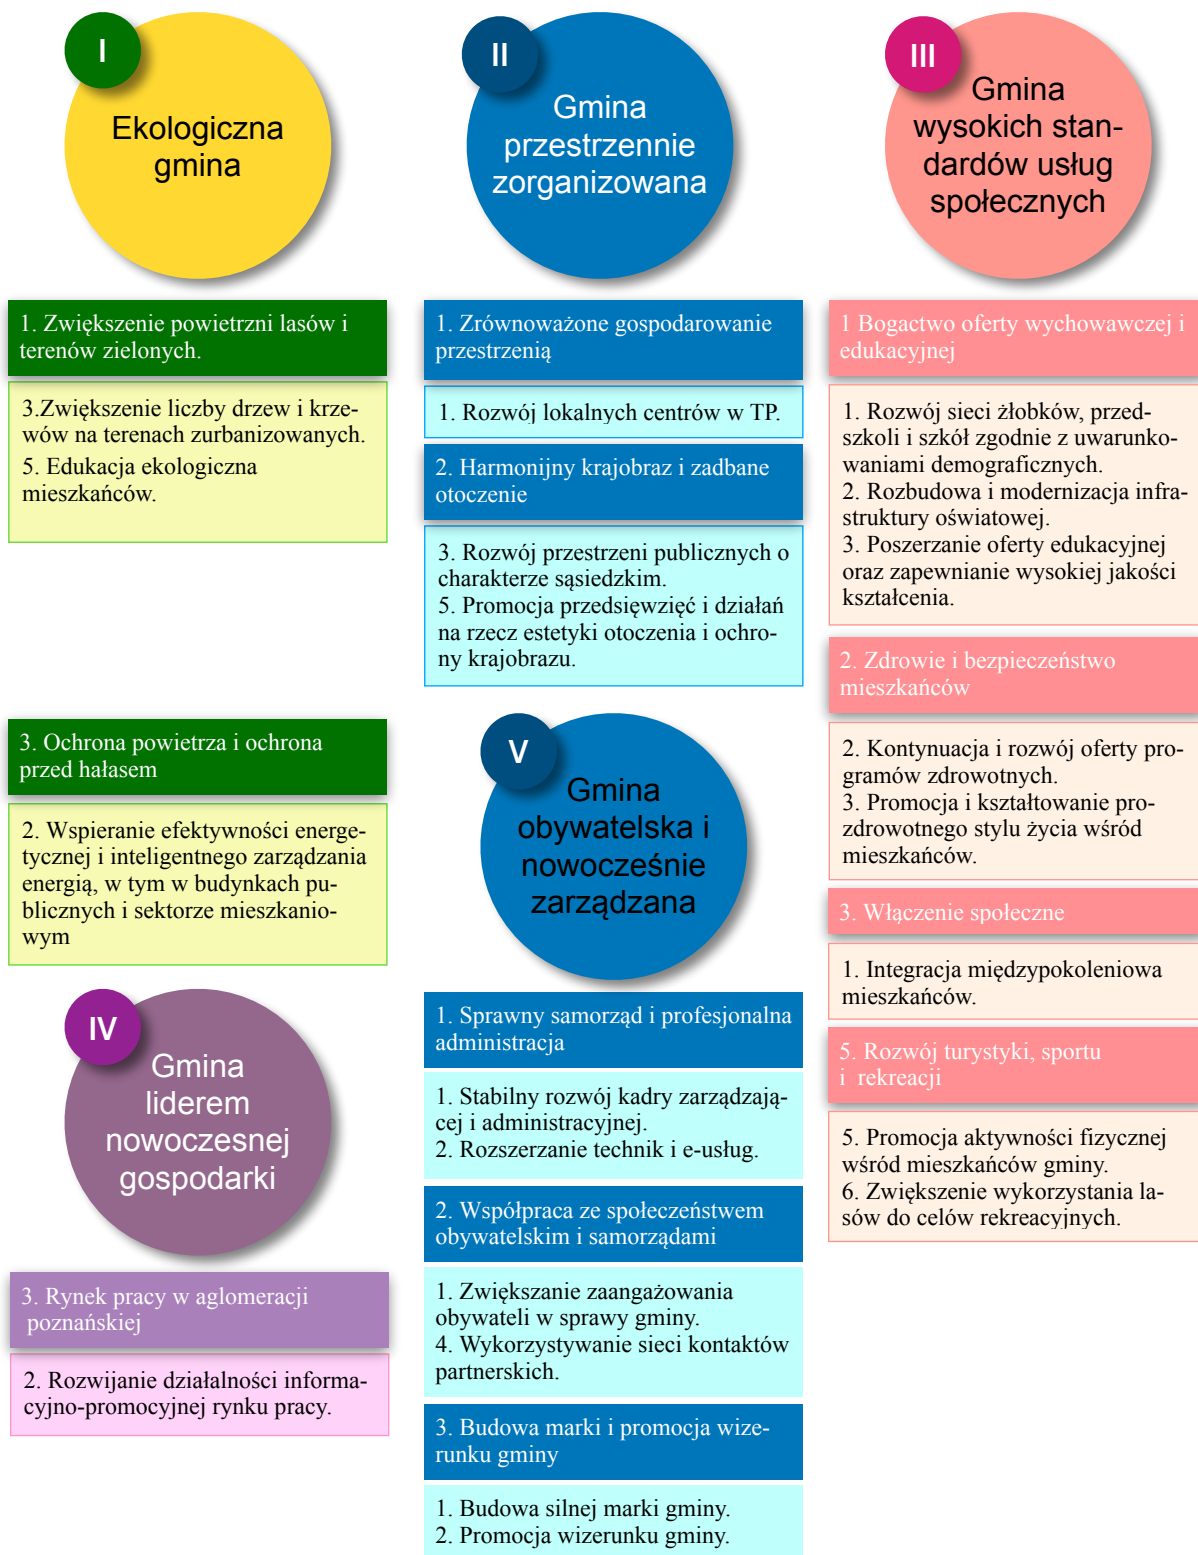 I
Ekologiczna
gmina
1. Zwiększenie powietrzni lasów i
terenów zielonych.
3.Zwiększenie liczby drzew i krze-
wów na terenach zurbanizowanych.
5. Edukacja ekologiczna
mieszkańców.
3. Ochrona powietrza i ochrona
przed hałasem
2. Wspieranie efektywności energe-
tycznej i inteligentnego zarządzania
energią, w tym w budynkach pu-
blicznych i sektorze mieszkanio-
wym
IV
Gmina
liderem
nowoczesnej
gospodarki
3. Rynek pracy w aglomeracji
poznańskiej
2. Rozwijanie działalności informa-
cyjno-promocyjnej rynku pracy.
II
Gmina
przestrzennie
zorganizowana
1. Zrównoważone gospodarowanie
przestrzenią
1. Rozwój lokalnych centrów w TP.
2. Harmonijny krajobraz i zadbane
otoczenie
3. Rozwój przestrzeni publicznych o
charakterze sąsiedzkim.
5. Promocja przedsięwzięć i działań
na rzecz estetyki otoczenia i ochro-
ny krajobrazu.
V
Gmina
obywatelska i
nowocześnie
zarządzana
1. Sprawny samorząd i profesjonalna
administracja
1. Stabilny rozwój kadry zarządzają-
cej i administracyjnej.
2. Rozszerzanie technik i e-usług.
2. Współpraca ze społeczeństwem
obywatelskim i samorządami
1. Zwiększanie zaangażowania
obywateli w sprawy gminy.
4. Wykorzystywanie sieci kontaktów
partnerskich.
3. Budowa marki i promocja wize-
runku gminy
1. Budowa silnej marki gminy.
2. Promocja wizerunku gminy.
III
Gmina
wysokich stan-
dardów usług
społecznych
1 Bogactwo oferty wychowawczej i
edukacyjnej
1. Rozwój sieci żłobków, przed-
szkoli i szkół zgodnie z uwarunko-
waniami demograficznych.
2. Rozbudowa i modernizacja infra-
struktury oświatowej.
3. Poszerzanie oferty edukacyjnej
oraz zapewnianie wysokiej jakości
kształcenia.
2. Zdrowie i bezpieczeństwo
mieszkańców
2. Kontynuacja i rozwój oferty pro-
gramów zdrowotnych.
3. Promocja i kształtowanie pro-
zdrowotnego stylu życia wśród
mieszkańców.
3. Włączenie społeczne
1. Integracja międzypokoleniowa
mieszkańców.
5. Rozwój turystyki, sportu
i rekreacji
5. Promocja aktywności fizycznej
wśród mieszkańców gminy.
6. Zwiększenie wykorzystania la-
sów do celów rekreacyjnych.